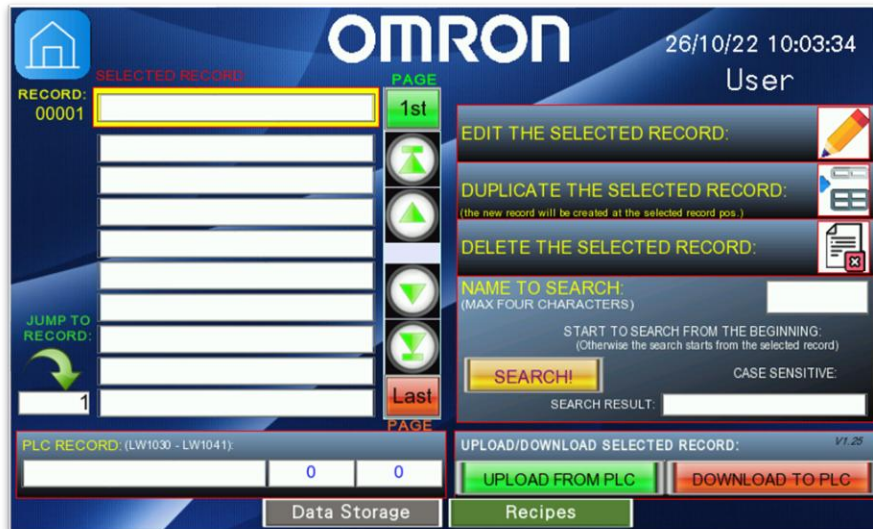 OMRON
26/10/22 10:03:34
User
SELECTED RECORD:
RECORD:
00001
PAGE
1st
EDIT THE SELECTED RECORD:
DUPLICATE THE SELECTED RECORD:
(the new record will be created at the selected record pos.)
DELETE THE SELECTED RECORD:
NAME TO SEARCH:
(MAX FOUR CHARACTERS)
START TO SEARCH FROM THE BEGINNING:
(Otherwise the search starts from the selected record)
SEARCH!
CASE SENSITIVE:
SEARCH RESULT:
JUMP TO
RECORD:
1
Last
PAGE
PLC RECORD: (LW1030 - LW1041):
0
0
UPLOAD/DOWNLOAD SELECTED RECORD:
V1.25
UPLOAD FROM PLC
DOWNLOAD TO PLC
Data Storage
Recipes